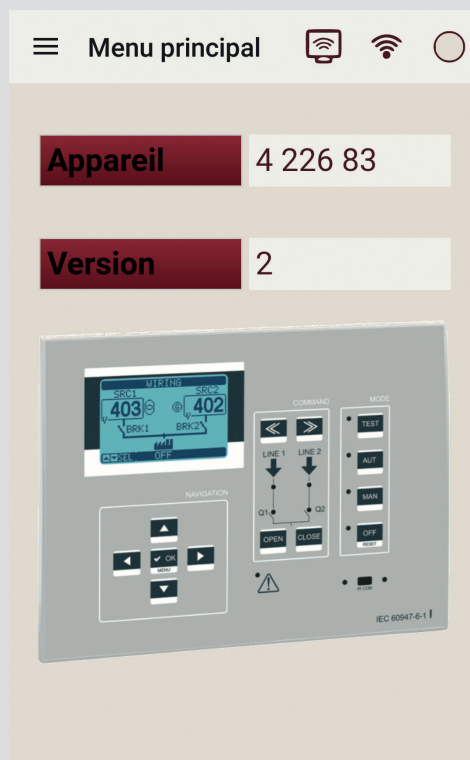 Menu principal
Appareil
4 226 83
Version
2
WIRING
SRC1
SRC2
403
G
402
BRK1
BRK2
SEL
OFF
COMMAND
MODE
LINE 1
LINE 2
Q1
Q2
OPEN
CLOSE
TEST
AUT
MAN
OFF
RESET
NAVIGATION
OK
MENU
IR.COM
IEC 60947-6-1